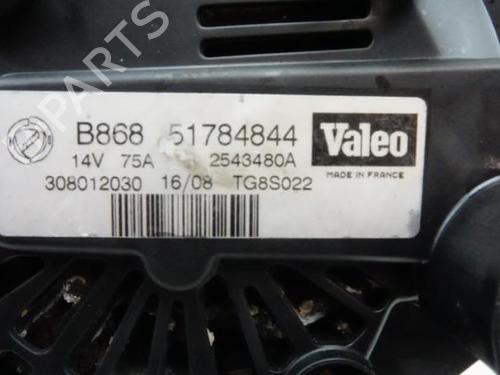 B868 51784844 Valeo
14V 75A 2543480A MADE IN FRANCE
308012030 16/08 TG8S022
B PARTS